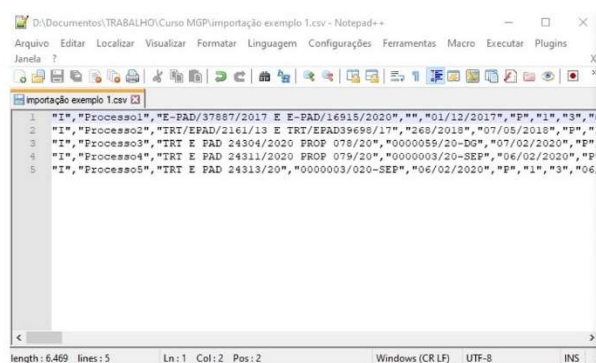 D:\Documentos\TRABALHO\Curso MGP\importação exemplo 1.csv - Notepad++
Arquivo Editar Localizar Visualizar Formatar Linguagem Configurações Ferramentas Macro Executar Plugins
Janela ? X
importação exemplo 1.csv
1 "I","Processo1","E-PAD/37887/2017 E E-PAD/16915/2020","","01/12/2017","P","1","3","
2 "I","Processo2","TRT/EPAD/2161/13 E TRT/EPAD39698/17","268/2018","07/05/2018","P","
3 "I","Processo3","TRT E PAD 24304/2020 PROP 078/20","0000059/20-DG","07/02/2020","P"
4 "I","Processo4","TRT E PAD 24311/2020 PROP 079/20","0000003/20-SEP","06/02/2020","P
5 "I","Processo5","TRT E PAD 24313/20","0000003/020-SEP","06/02/2020","P","1","3","06
length : 6.469 lines : 5 Ln : 1 Col : 2 Pos : 2 Windows (CR LF) UTF-8 INS